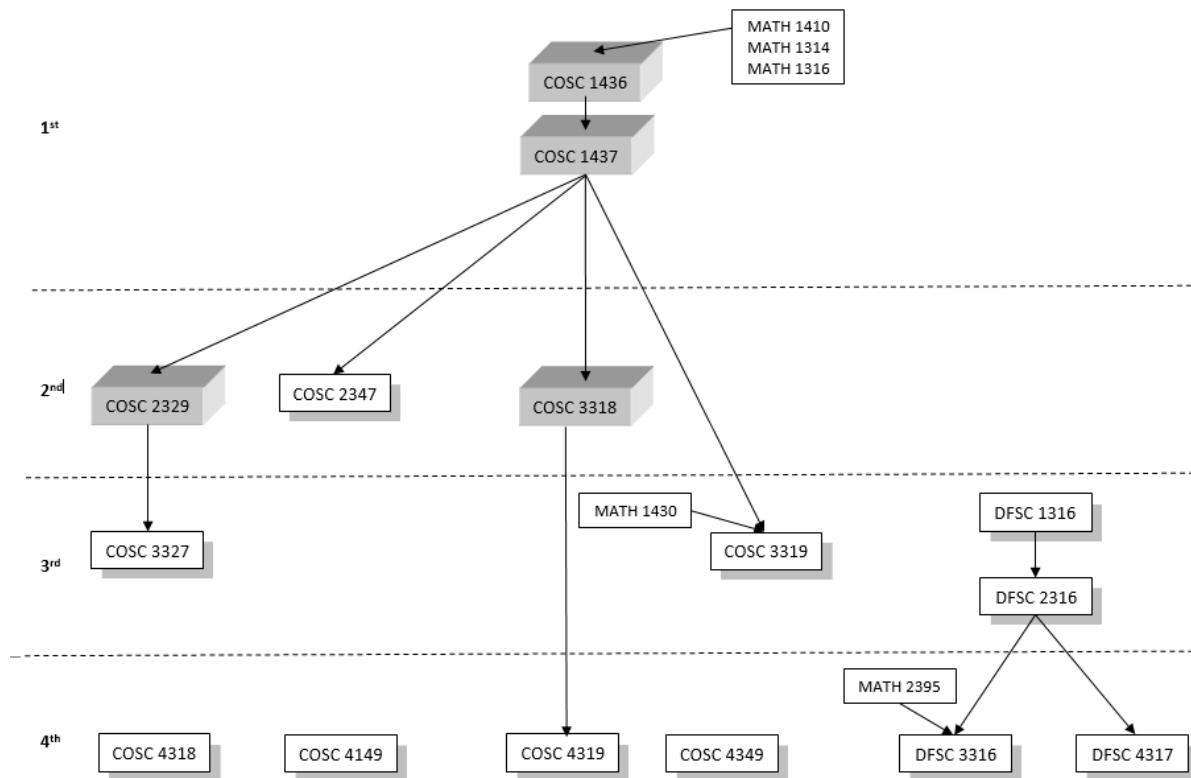 MATH 1410
MATH 1314
MATH 1316
COSC 1436
1st
COSC 1437
2nd
COSC 2329
COSC 2347
COSC 3318
MATH 1430
DFSC 1316
3rd
COSC 3327
COSC 3319
DFSC 2316
MATH 2395
4th
COSC 4318
COSC 4149
COSC 4319
COSC 4349
DFSC 3316
DFSC 4317